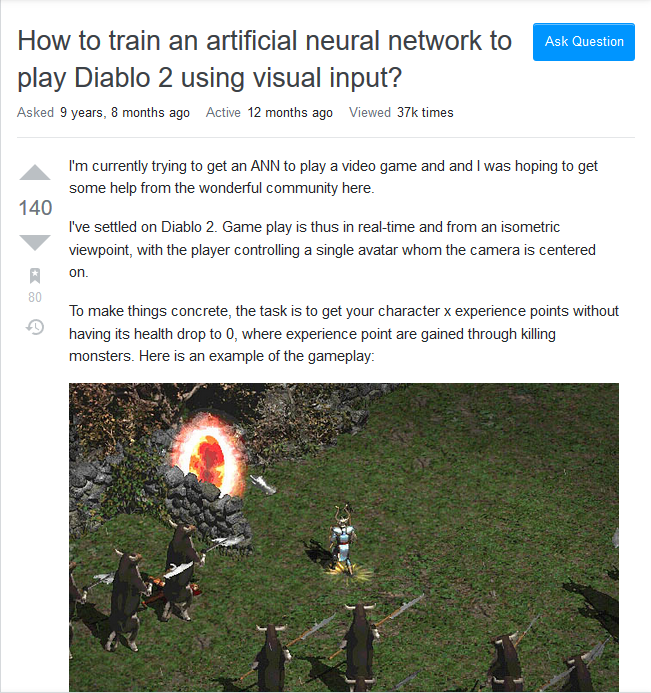 How to train an artificial neural network to
play Diablo 2 using visual input?
Ask Question
Asked 9 years, 8 months ago Active 12 months ago Viewed 37k times
140
80
I'm currently trying to get an ANN to play a video game and and I was hoping to get
some help from the wonderful community here.
I've settled on Diablo 2. Game play is thus in real-time and from an isometric
viewpoint, with the player controlling a single avatar whom the camera is centered
on.
To make things concrete, the task is to get your character x experience points without
having its health drop to 0, where experience point are gained through killing
monsters. Here is an example of the gameplay: